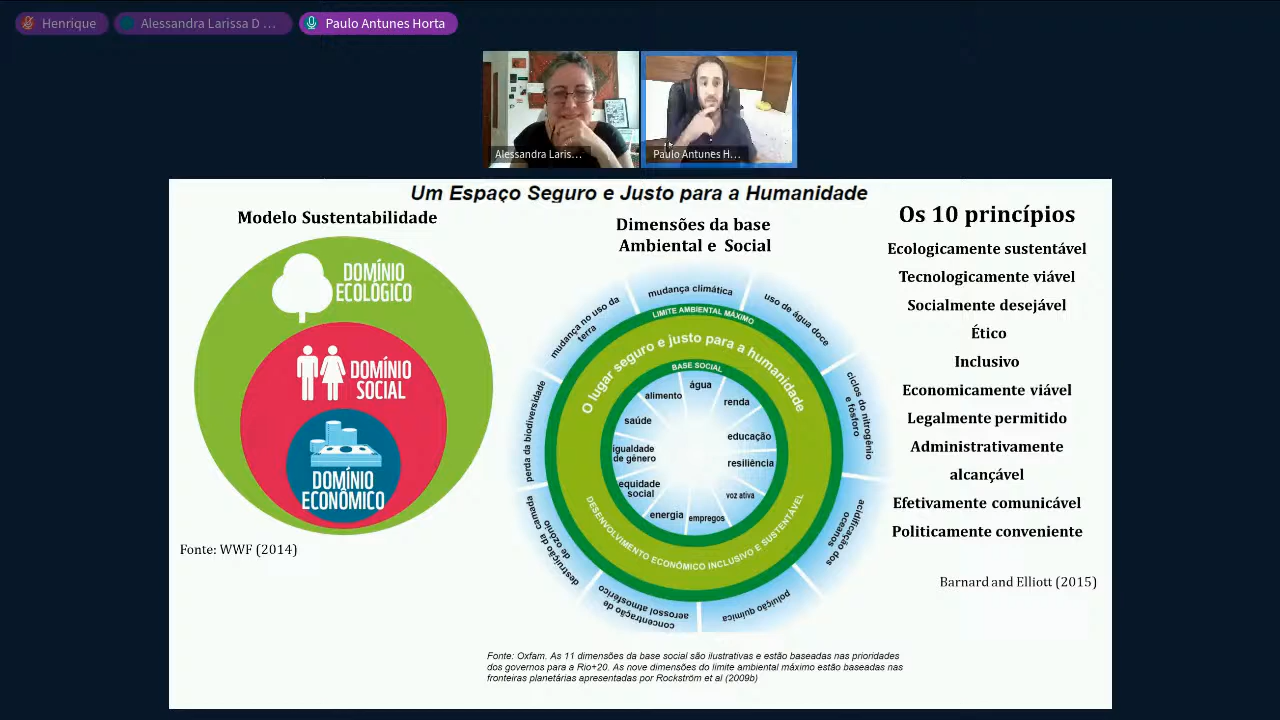 Henrique
Alessandra Larissa D ...
Paulo Antunes Horta
Alessandra Laris...
Paulo Antunes H...
Um Espaço Seguro e Justo para a Humanidade
Modelo Sustentabilidade
DOMÍNIO
ECOLÓGICO
DOMÍNIO
SOCIAL
DOMÍNIO
ECONÔMICO
Fonte: WWF (2014)
Dimensões da base
Ambiental e Social
mudança climática
uso de água doce
ciclos do nitrogênio
e fósforo
acidificação dos
oceanos
poluição química
concentração de
aerossol atmosférico
destruição da camada
de ozônio
perda da biodiversidade
mudança no uso da
terra
LIMITE AMBIENTAL MÁXIMO
O lugar seguro e justo para a humanidade
BASE SOCIAL
água
renda
educação
resiliência
voz ativa
empregos
energia
equidade
social
igualdade
de gênero
saúde
alimento
DESENVOLVIMENTO ECONÔMICO INCLUSIVO E SUSTENTÁVEL
Fonte: Oxfam. As 11 dimensões da base social são ilustrativas e estão baseadas nas prioridades
dos governos para a Rio+20. As nove dimensões do limite ambiental máximo estão baseadas nas
fronteiras planetárias apresentadas por Rockström et al (2009b)
Os 10 princípios
Ecologicamente sustentável
Tecnologicamente viável
Socialmente desejável
Ético
Inclusivo
Economicamente viável
Legalmente permitido
Administrativamente
alcançável
Efetivamente comunicável
Politicamente conveniente
Barnard and Elliott (2015)